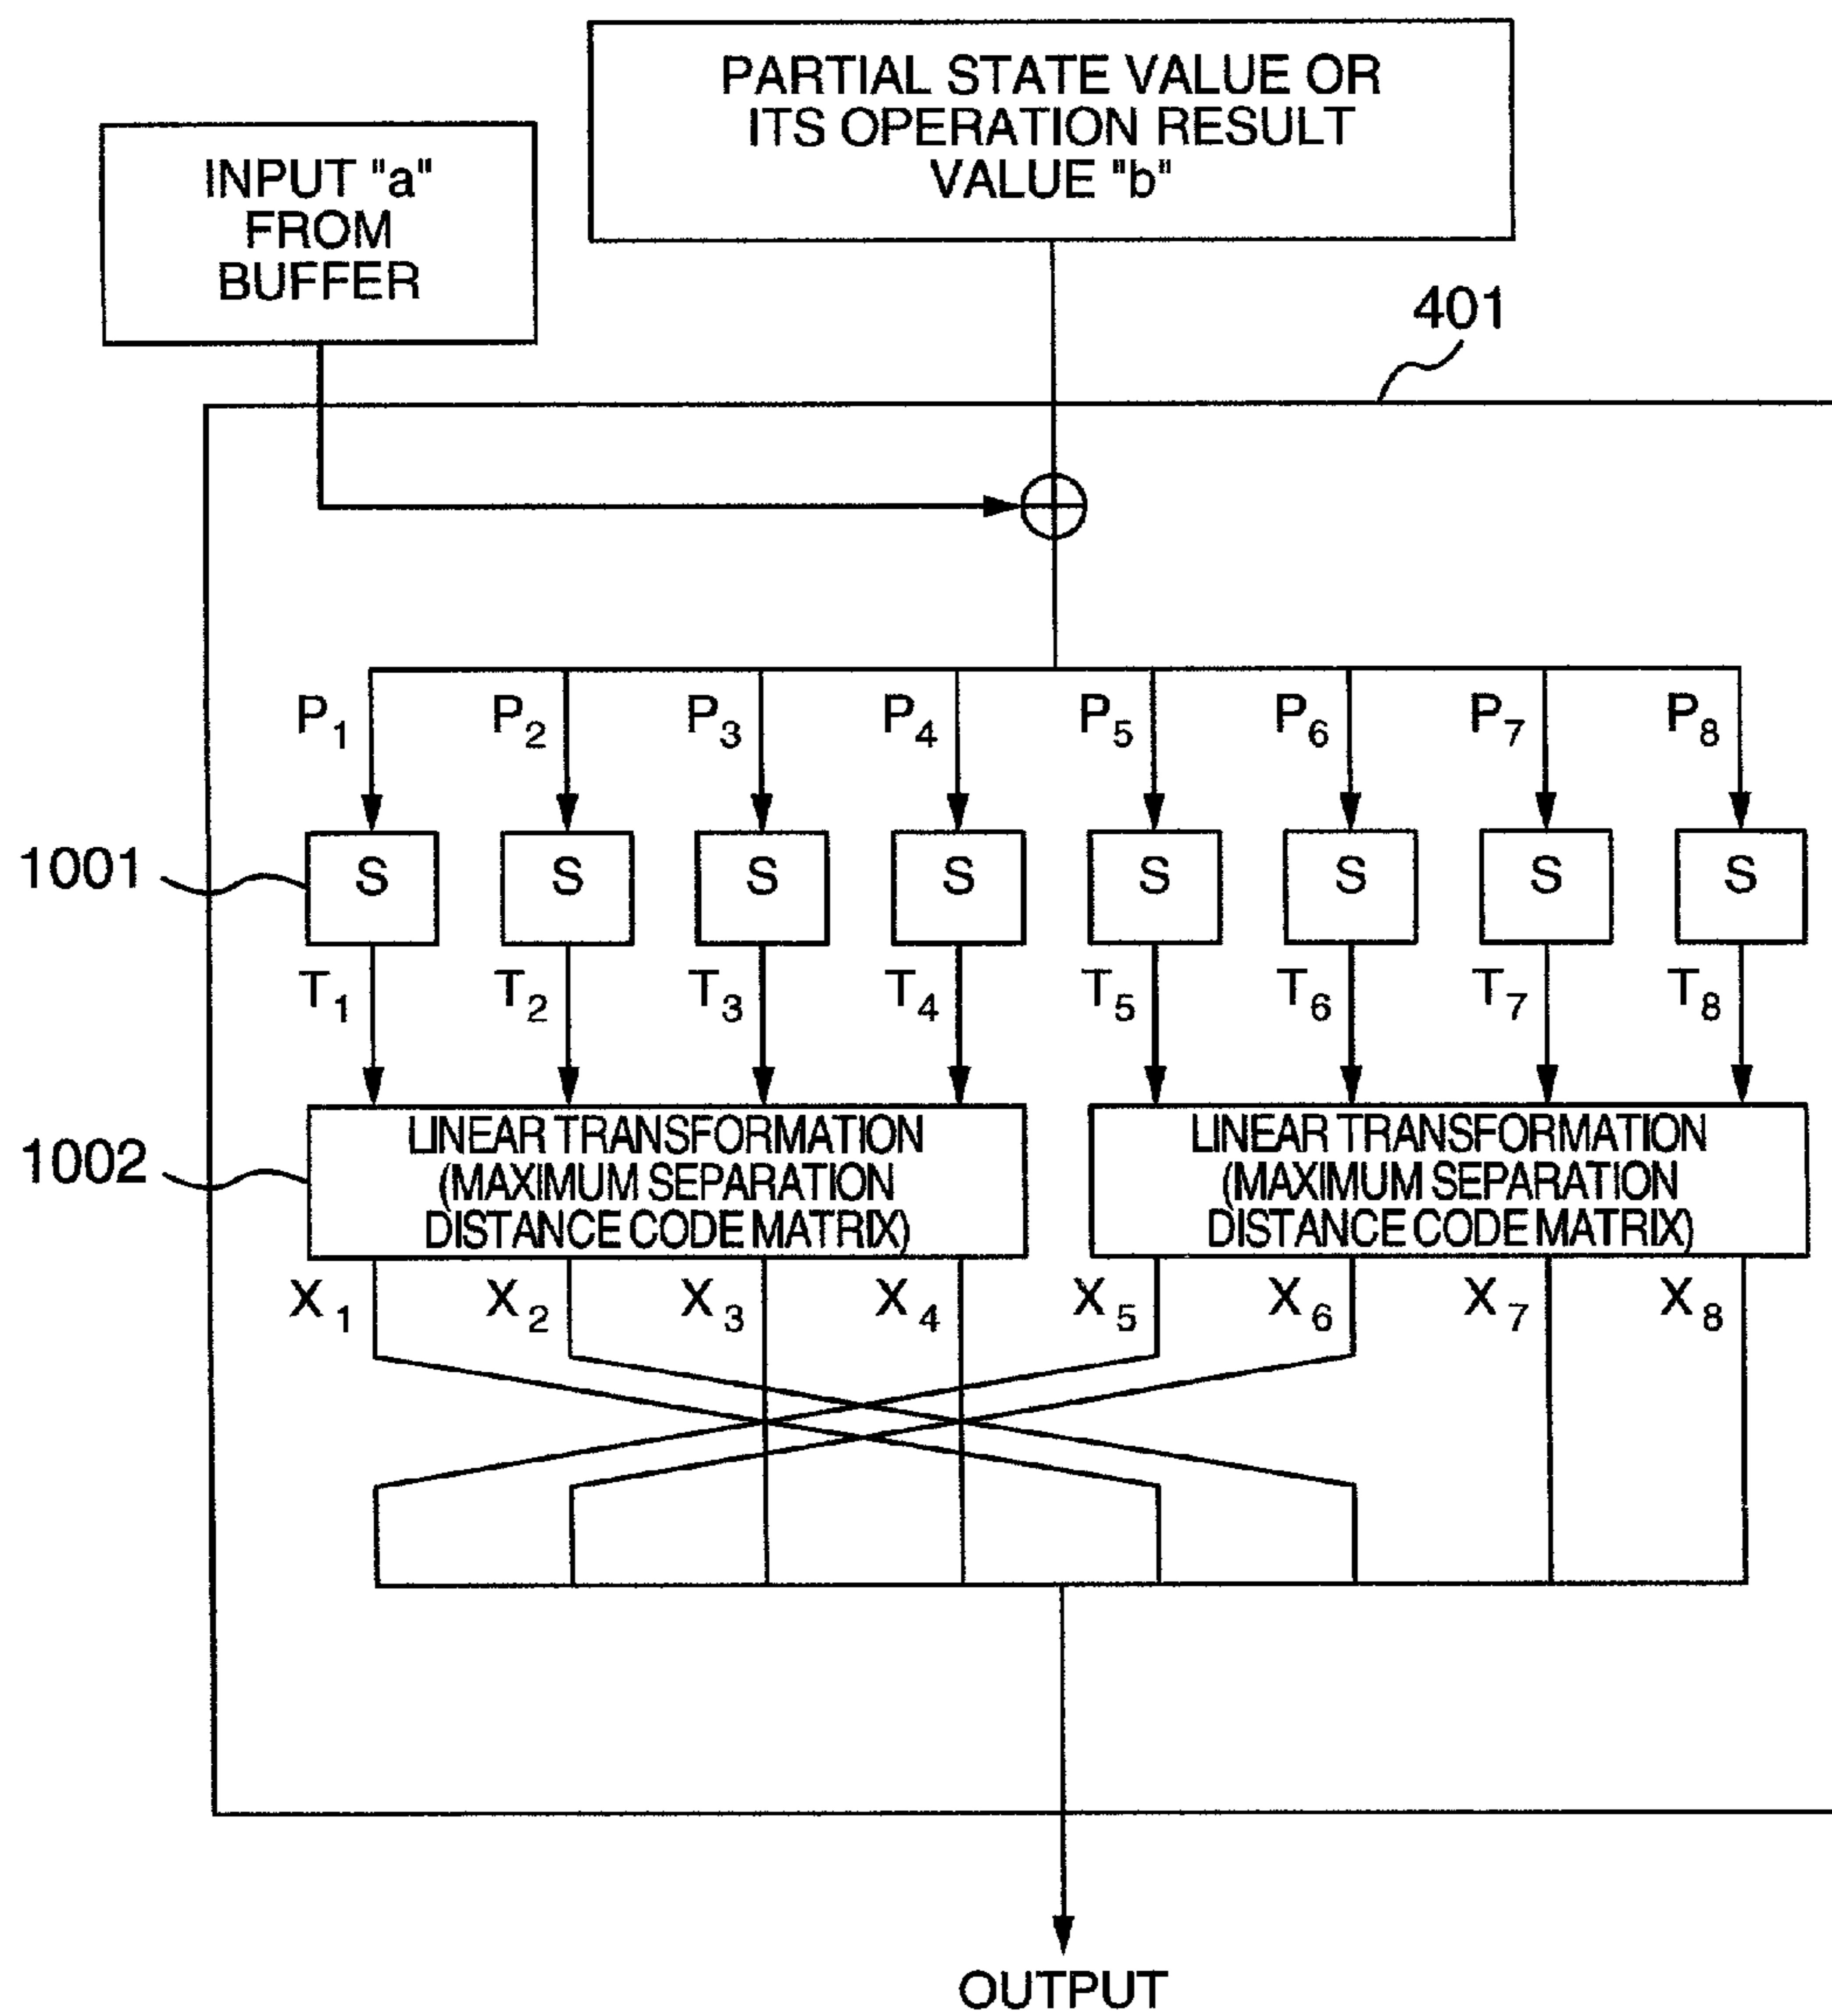 PARTIAL STATE VALUE OR
ITS OPERATION RESULT
VALUE "b"
INPUT "a"
FROM
BUFFER
401
P1 P2 P3 P4 P5 P6 P7 P8
1001 S S S S S S S S
T1 T2 T3 T4 T5 T6 T7 T8
1002
LINEAR TRANSFORMATION
(MAXIMUM SEPARATION
DISTANCE CODE MATRIX)
LINEAR TRANSFORMATION
(MAXIMUM SEPARATION
DISTANCE CODE MATRIX)
X1 X2 X3 X4 X5 X6 X7 X8
OUTPUT